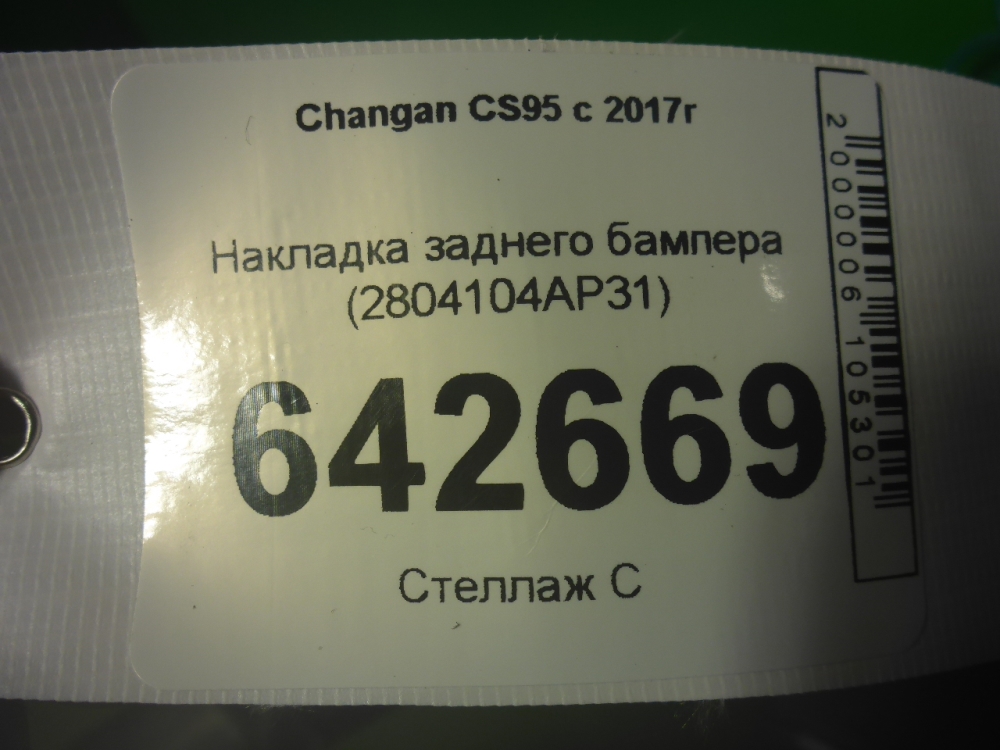 Changan CS95 с 2017г
Накладка заднего бампера
(2804104AP31)
642669
Стеллаж С
2000006105301